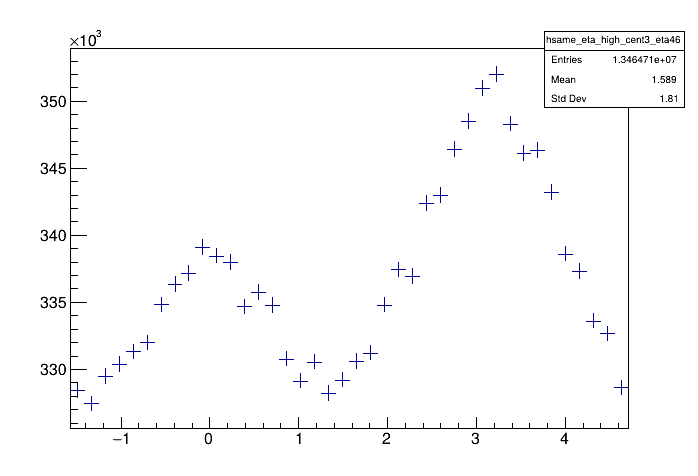 ×10³
hsame_eta_high_cent3_eta46
Entries 1.346471e+07
Mean 1.589
Std Dev 1.81
350
345
340
335
330
−1 0 1 2 3 4